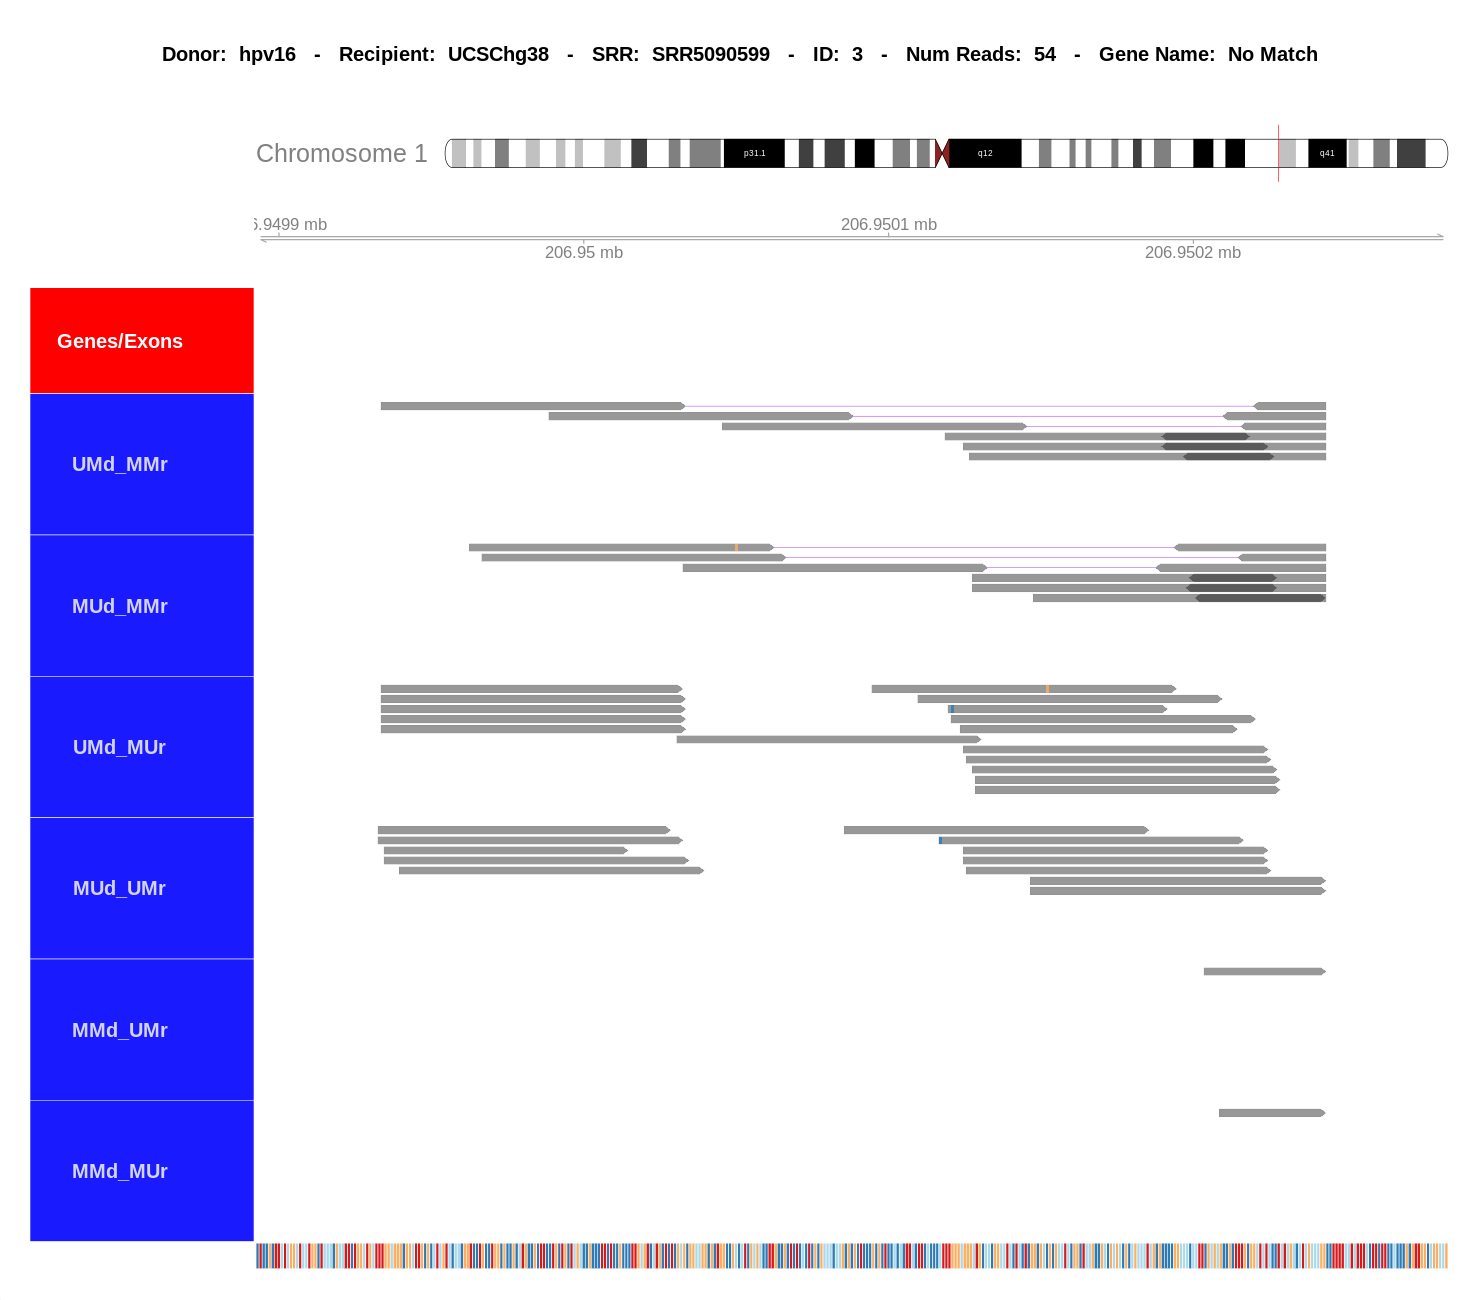 Donor: hpv16 - Recipient: UCSChg38 - SRR: SRR5090599 - ID: 3 - Num Reads: 54 - Gene Name: No Match
Chromosome 1
p31.1
q12
q41
6.9499 mb
206.9501 mb
206.95 mb
206.9502 mb
Genes/Exons
UMd_MMr
MUd_MMr
UMd_MUr
MUd_UMr
MMd_UMr
MMd_MUr